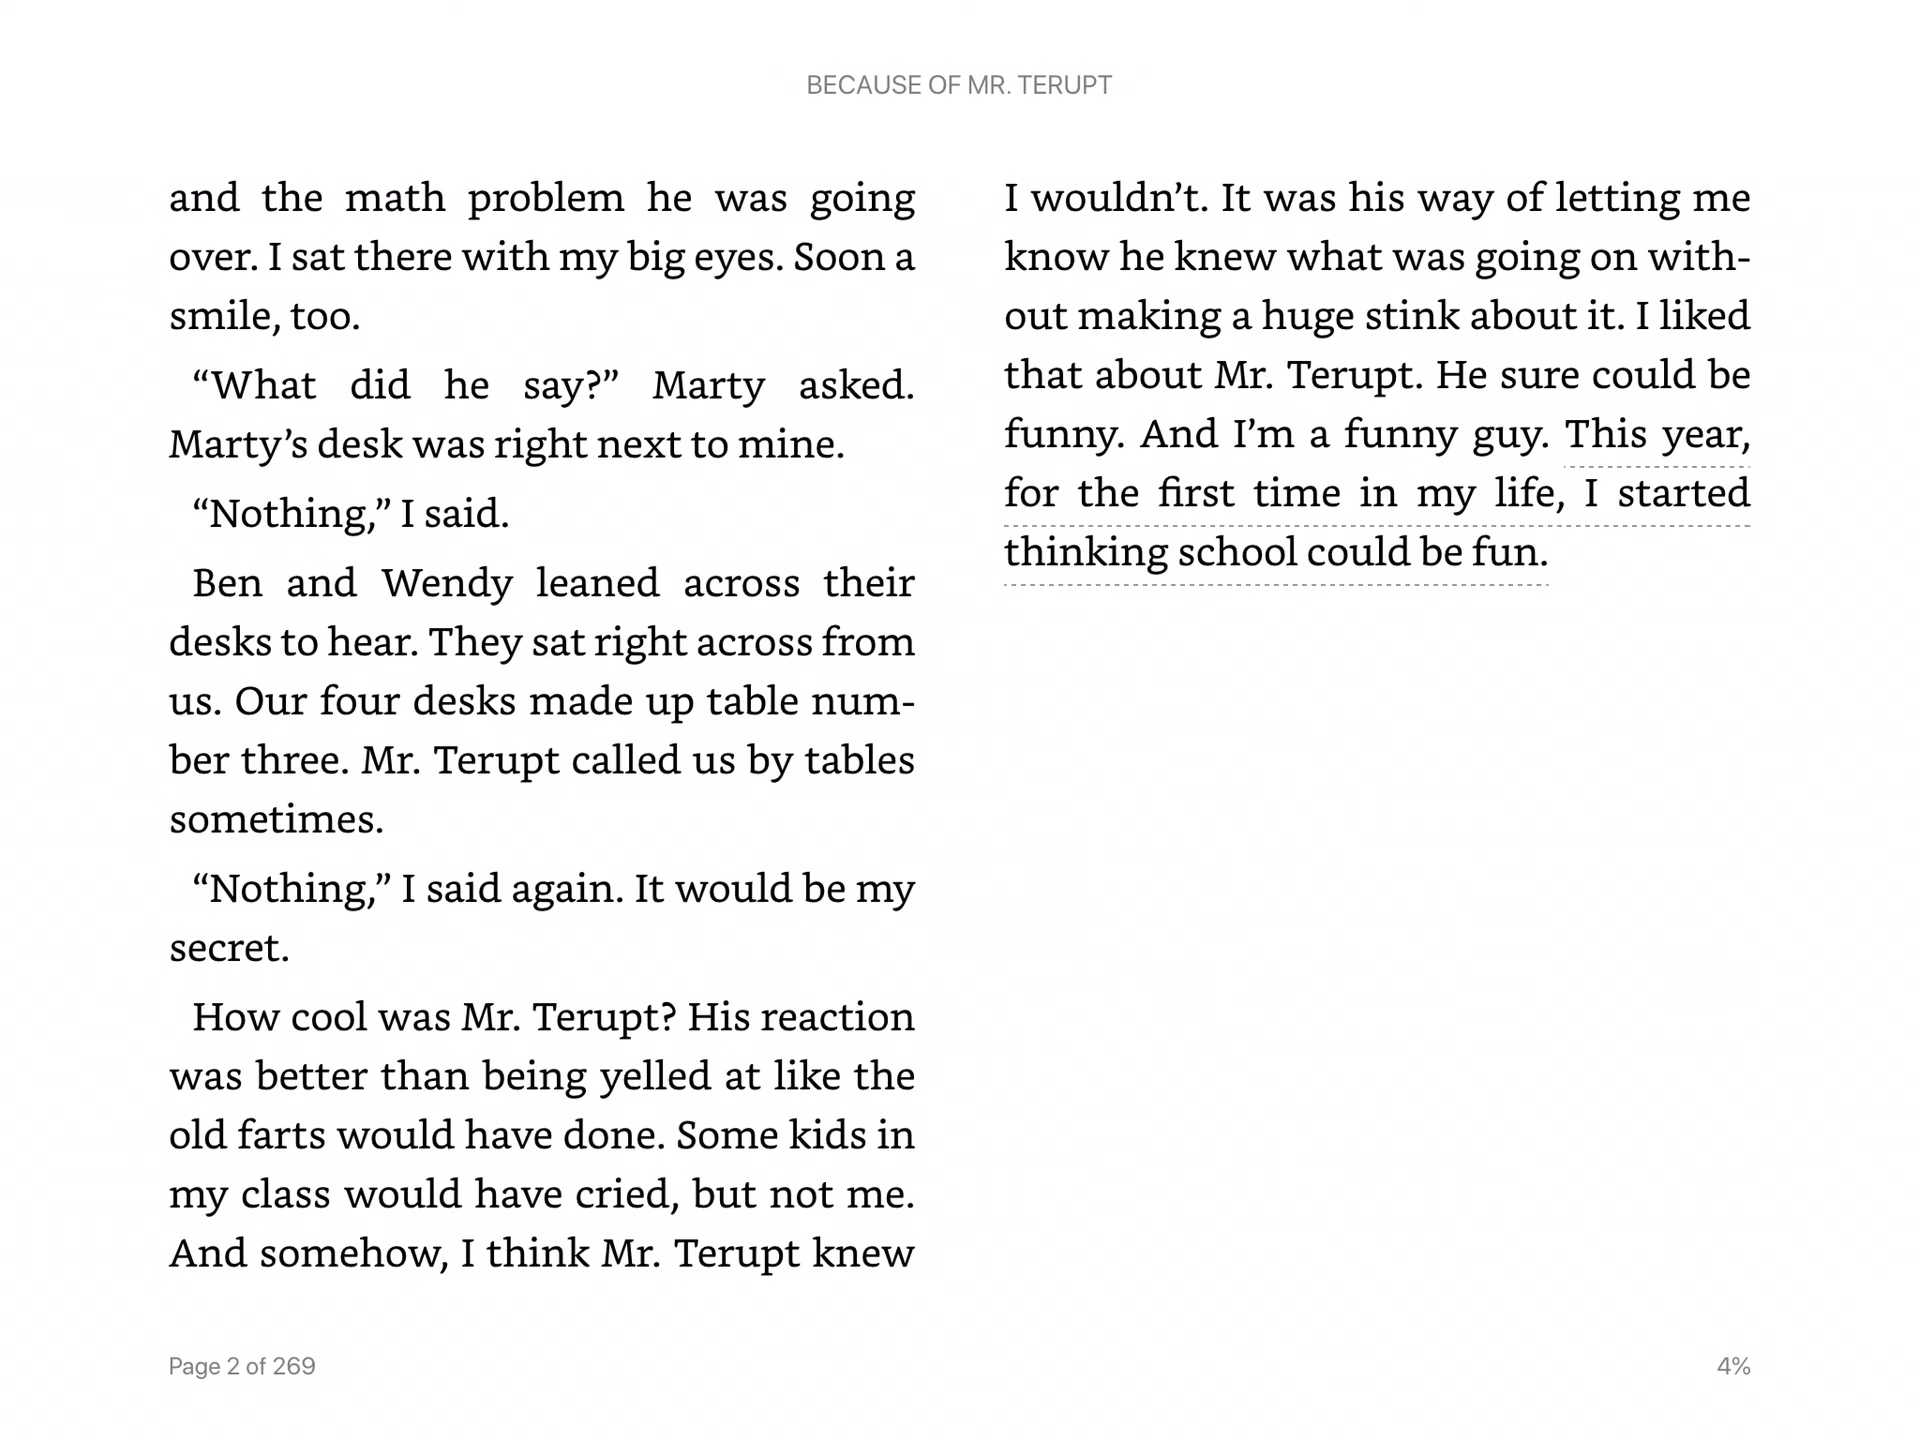 BECAUSE OF MR. TERUPT
and the math problem he was going
over. I sat there with my big eyes. Soon a
smile, too.
“What did he say?” Marty asked.
Marty’s desk was right next to mine.
“Nothing,” I said.
Ben and Wendy leaned across their
desks to hear. They sat right across from
us. Our four desks made up table num-
ber three. Mr. Terupt called us by tables
sometimes.
“Nothing,” I said again. It would be my
secret.
How cool was Mr. Terupt? His reaction
was better than being yelled at like the
old farts would have done. Some kids in
my class would have cried, but not me.
And somehow, I think Mr. Terupt knew
I wouldn’t. It was his way of letting me
know he knew what was going on with-
out making a huge stink about it. I liked
that about Mr. Terupt. He sure could be
funny. And I’m a funny guy. This year,
for the first time in my life, I started
thinking school could be fun.
Page 2 of 269
4%